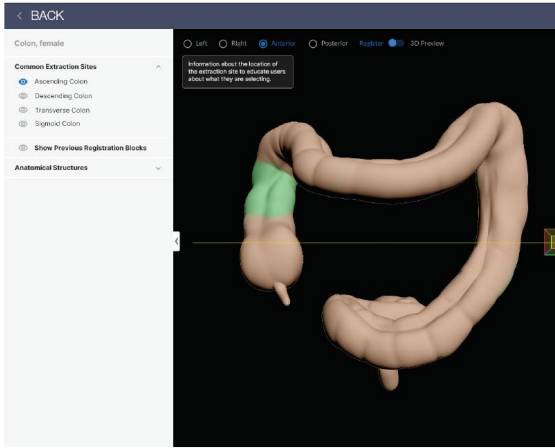 BACK
Colon, female
Common Extraction Sites
Ascending Colon
Descending Colon
Transverse Colon
Sigmoid Colon
Show Previous Registration Blocks
Anatomical Structures
Left Right Anterior Posterior Register 3D Preview
Information about the location of
the extraction site to educate users
about what they are selecting.